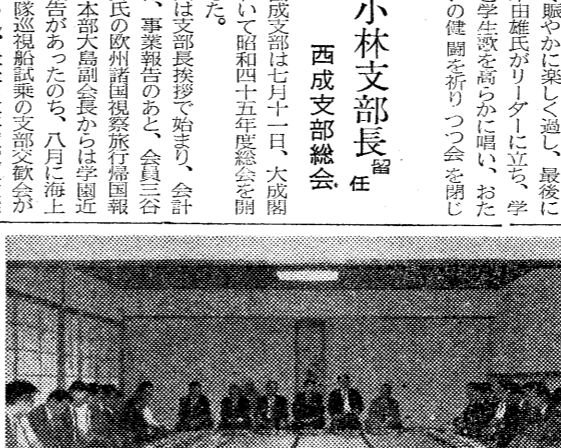 賑やかに楽しく過し、最後に
由雄氏がリーダーに立ち、学
学生歌を高らかに唱い、おた
の健闘を祈りつつ会を閉じ
小林支部長留任
西成支部総会
成支部は七月十一日、大成閣
いて昭和四十五年度総会を開
た。
は支部長挨拶で始まり、会計
、事業報告のあと、会員三谷
氏の欧州諸国視察旅行帰国報
本部大島副会長からは学園近
告があったのち、八月に海上
隊巡視船試乗の支部交歓会が